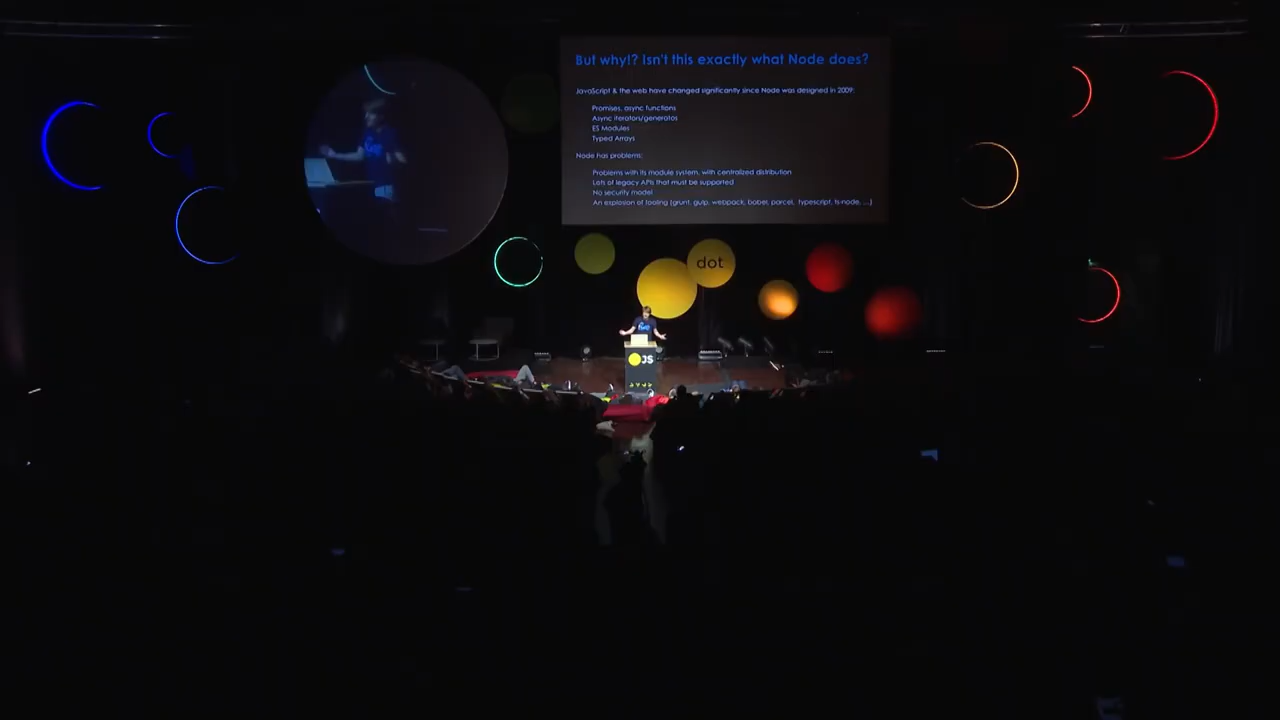 But why!? Isn't this exactly what Node does?
JavaScript & the web have changed significantly since Node was designed in 2009:
Promises, async functions
Async iterators/generatos
ES Modules
Typed Arrays
Node has problems:
Problems with its module system, with centralized distribution
Lots of legacy APIs that must be supported
No security model
An explosion of tooling (grunt, gulp, webpack, babel, parcel, typescript, ts-node, ...)
dot
JS